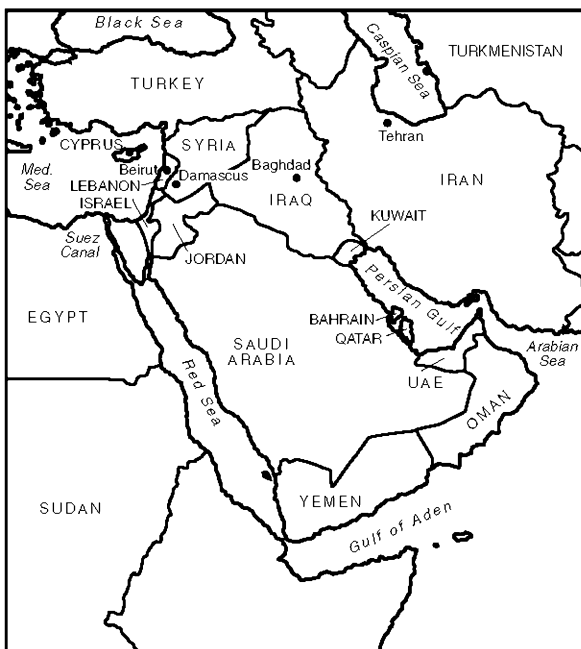 Black Sea
Caspian Sea
TURKMENISTAN
TURKEY
Tehran
CYPRUS
SYRIA
Med.
Sea
Beirut
Baghdad
Damascus
IRAN
LEBANON
ISRAEL
IRAQ
KUWAIT
Suez
Canal
JORDAN
Persian Gulf
EGYPT
BAHRAIN
QATAR
SAUDI
ARABIA
Arabian
Sea
UAE
Red Sea
OMAN
YEMEN
SUDAN
Gulf of Aden